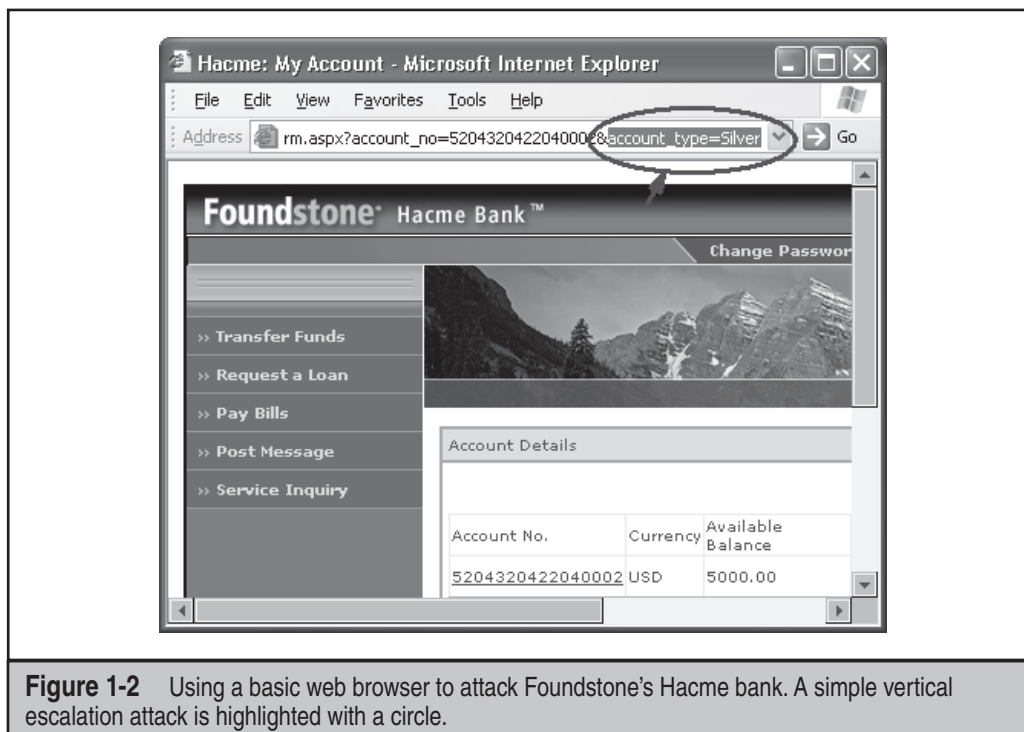 Hacme: My Account - Microsoft Internet Explorer
File Edit View Favorites Tools Help
Address rm.aspx?account_no=5204320422040002&account_type=Silver Go
Foundstone Hacme Bank™
Change Passwor
›› Transfer Funds
›› Request a Loan
›› Pay Bills
›› Post Message
›› Service Inquiry
Account Details
Account No. Currency Available Balance
5204320422040002 USD 5000.00
Figure 1-2 Using a basic web browser to attack Foundstone's Hacme bank. A simple vertical
escalation attack is highlighted with a circle.